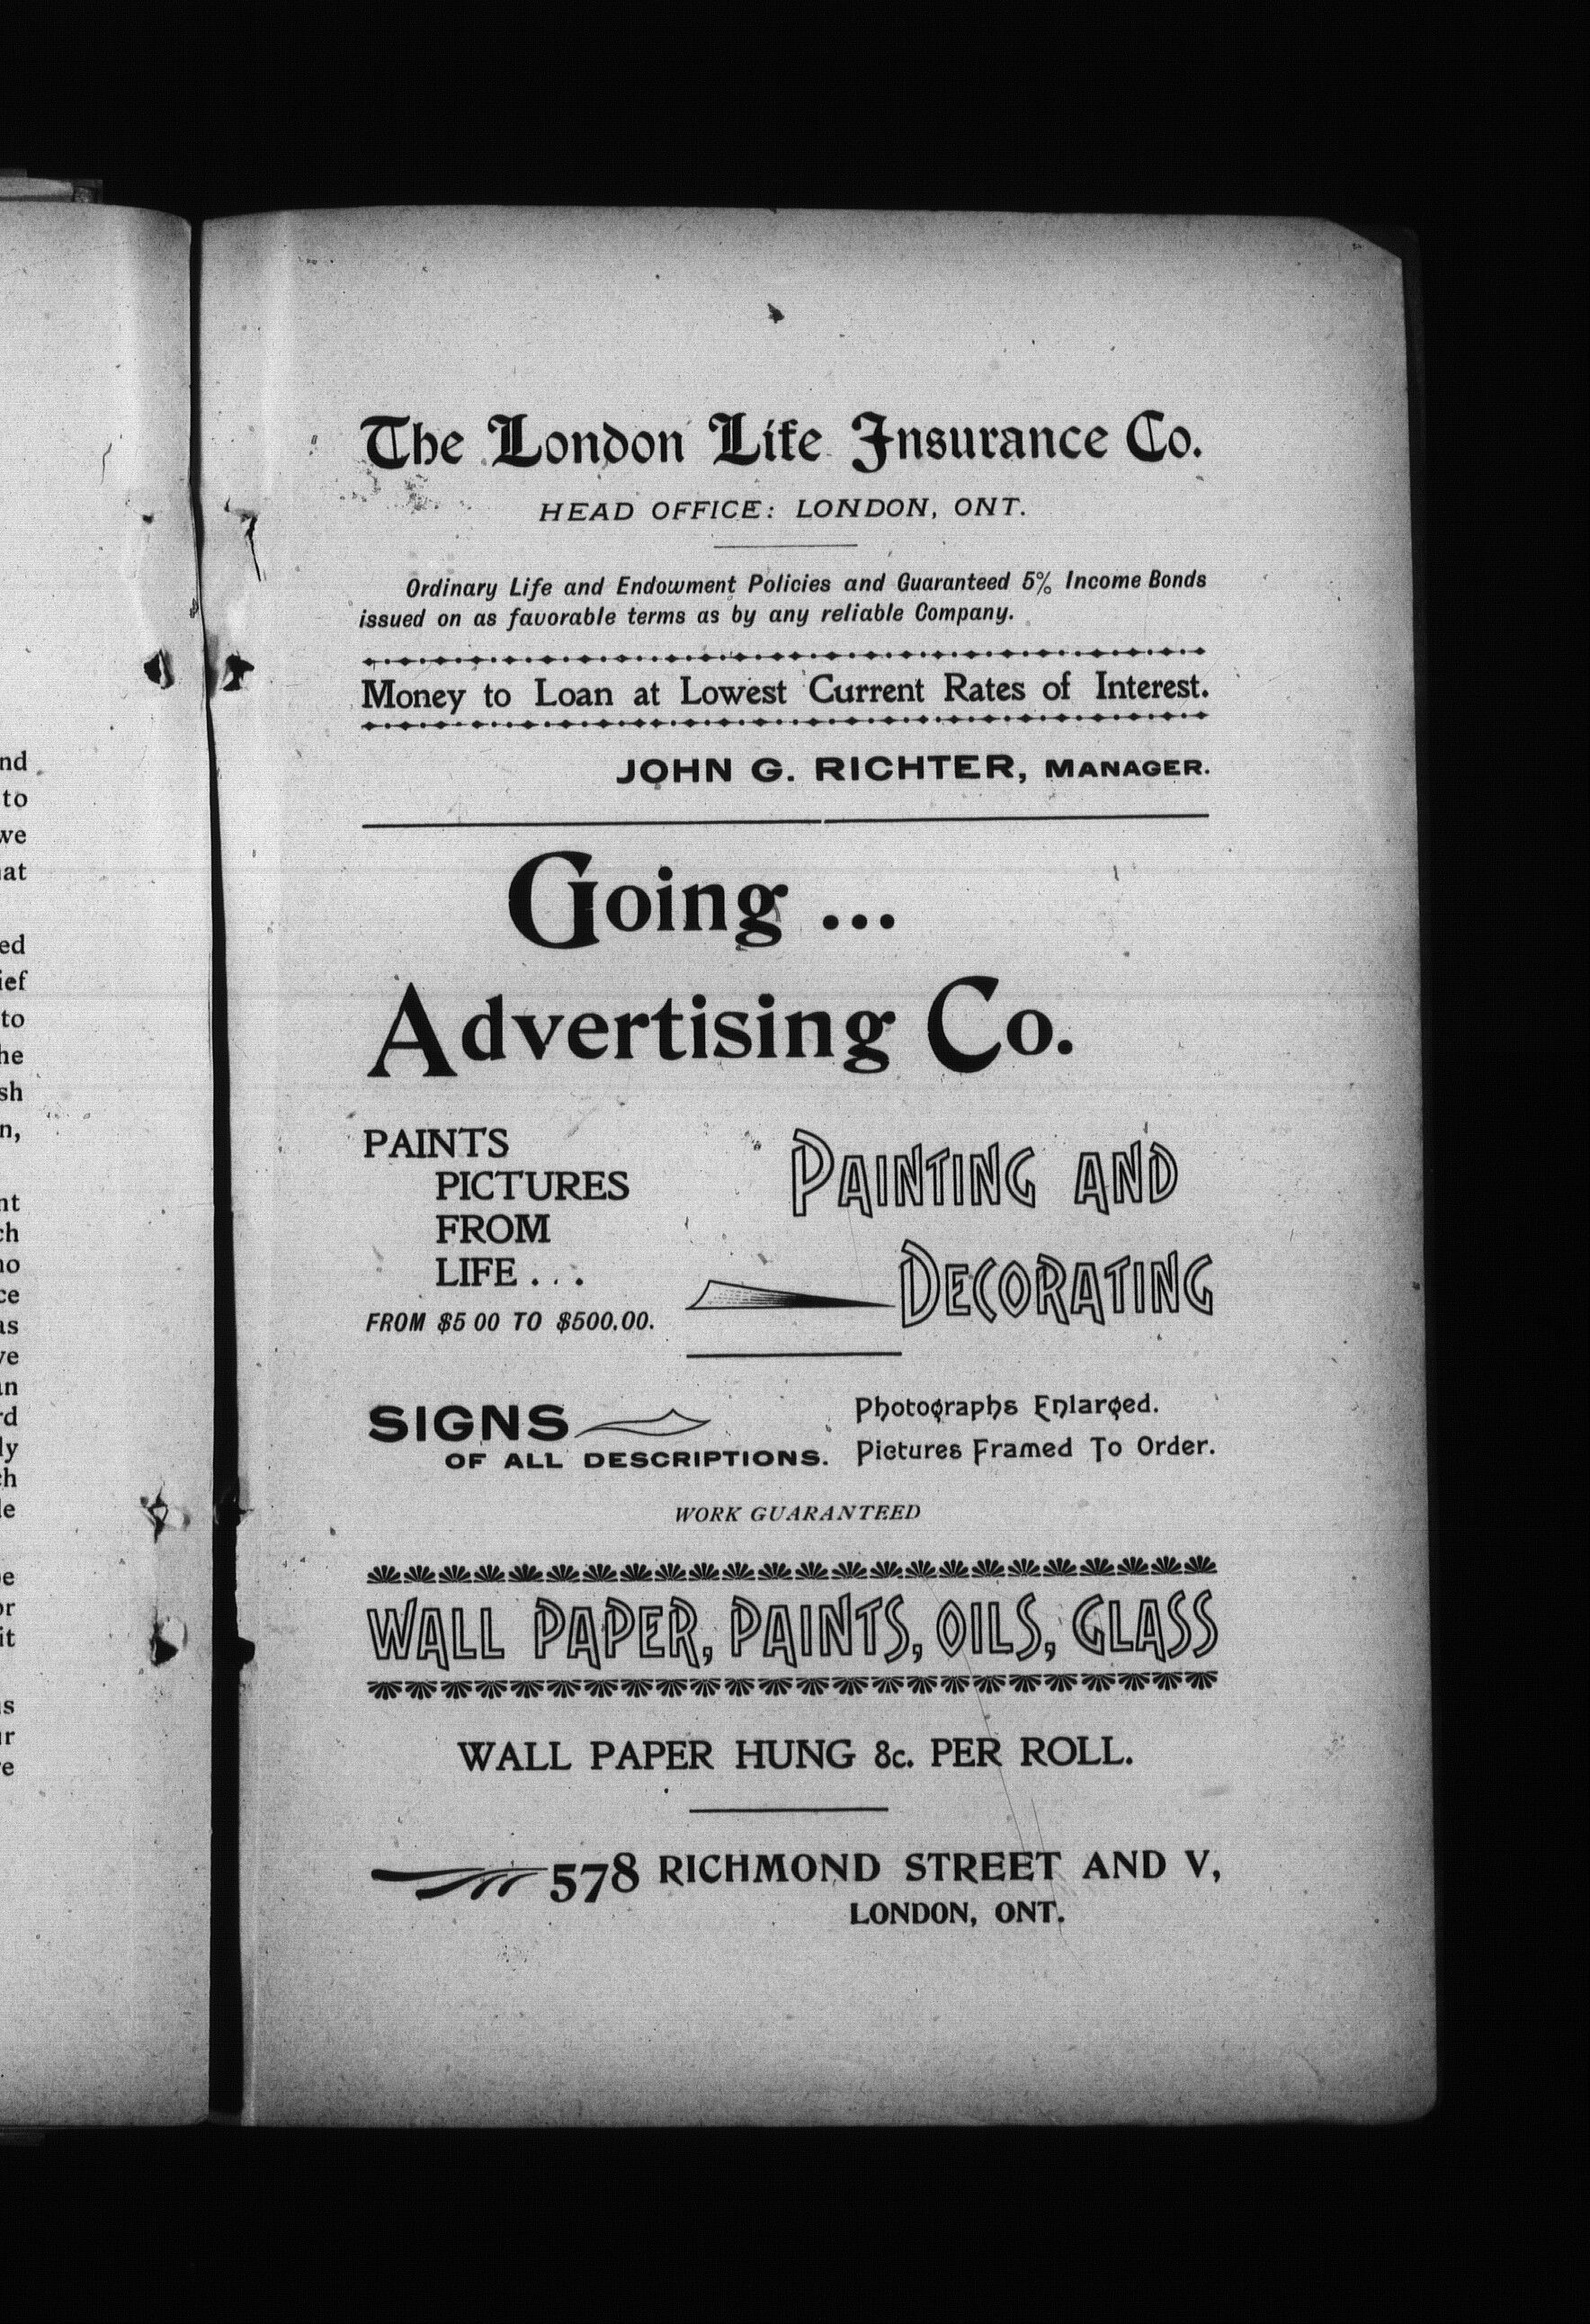 The London Life Insurance Co.
HEAD OFFICE: LONDON, ONT.
Ordinary Life and Endowment Policies and Guaranteed 5% Income Bonds
issued on as favorable terms as by any reliable Company.
Money to Loan at Lowest Current Rates of Interest.
JOHN G. RICHTER, MANAGER.
Going ...
Advertising Co.
PAINTS
PICTURES
FROM
LIFE . . .
FROM $5 00 TO $500.00.
PAINTING AND
DECORATING
SIGNS
OF ALL DESCRIPTIONS.
Photographs Enlarged.
Pictures Framed To Order.
WORK GUARANTEED
WALL PAPER, PAINTS, OILS, GLASS
WALL PAPER HUNG 8c. PER ROLL.
578 RICHMOND STREET AND V,
LONDON, ONT.